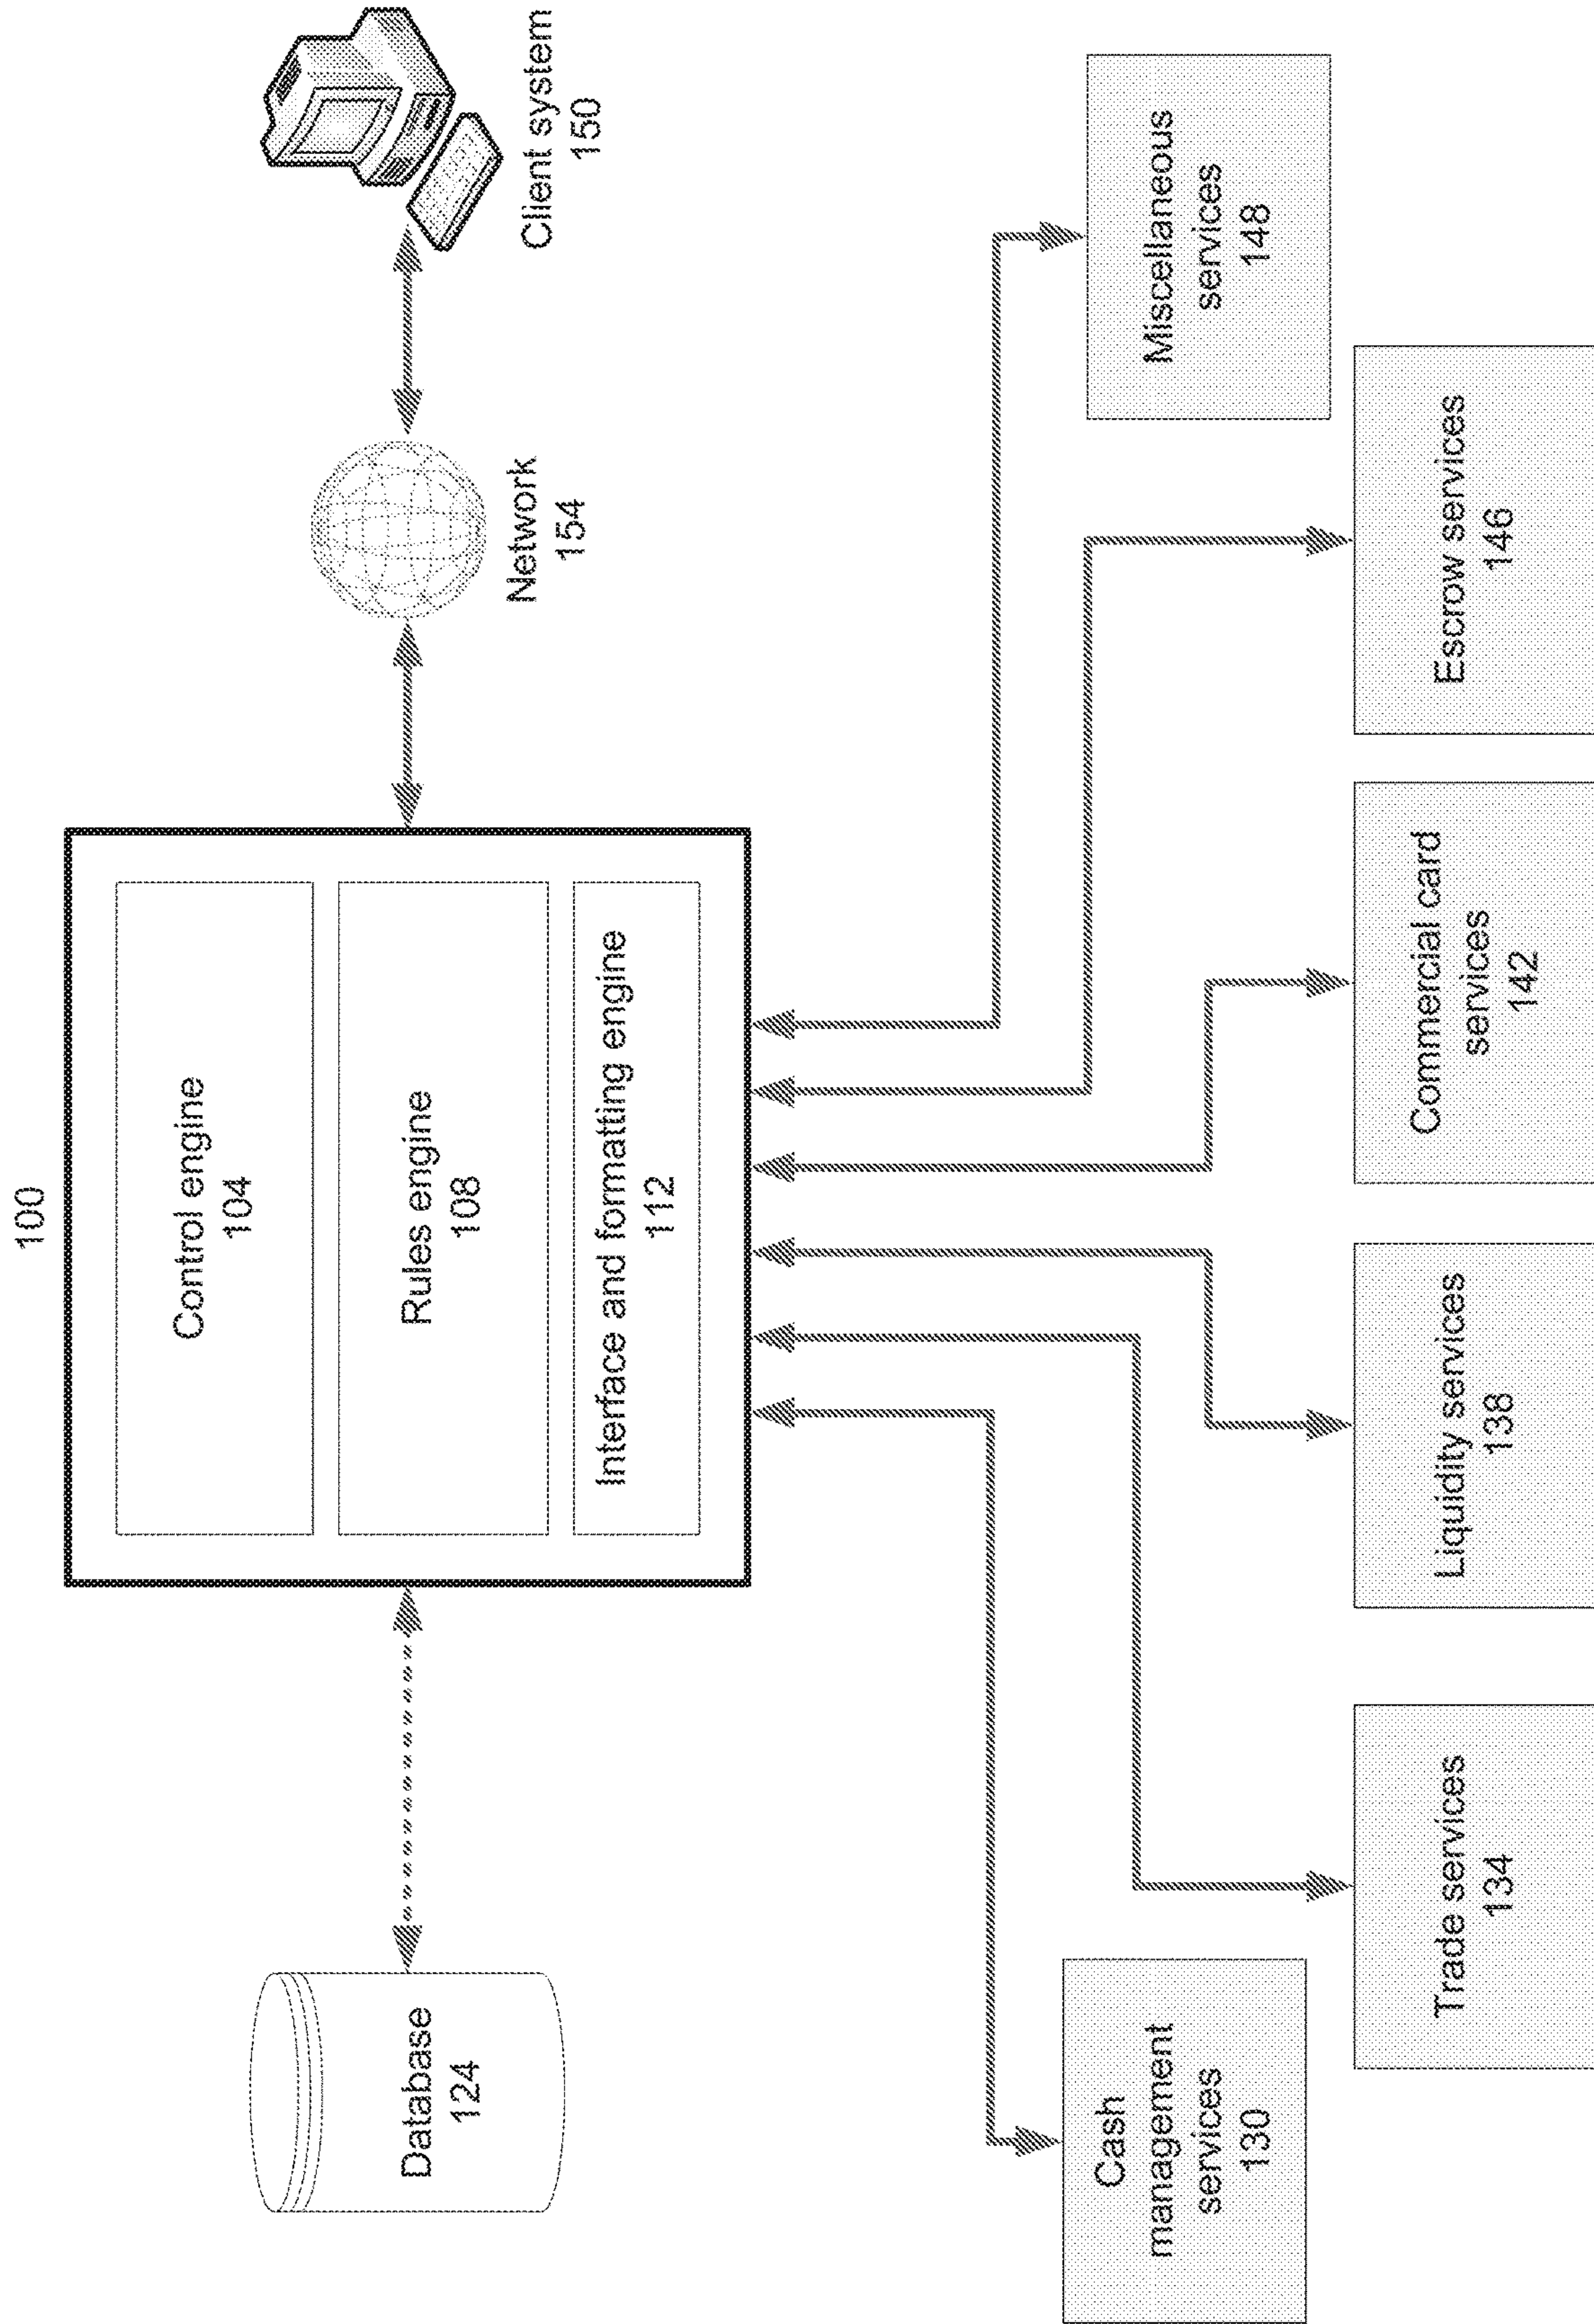 100
Control engine
104
Rules engine
108
Interface and formatting engine
112
Database
124
Network
154
Client system
150
Cash
management
services
130
Trade services
134
Liquidity services
138
Commercial card
services
142
Escrow services
146
Miscellaneous
services
148